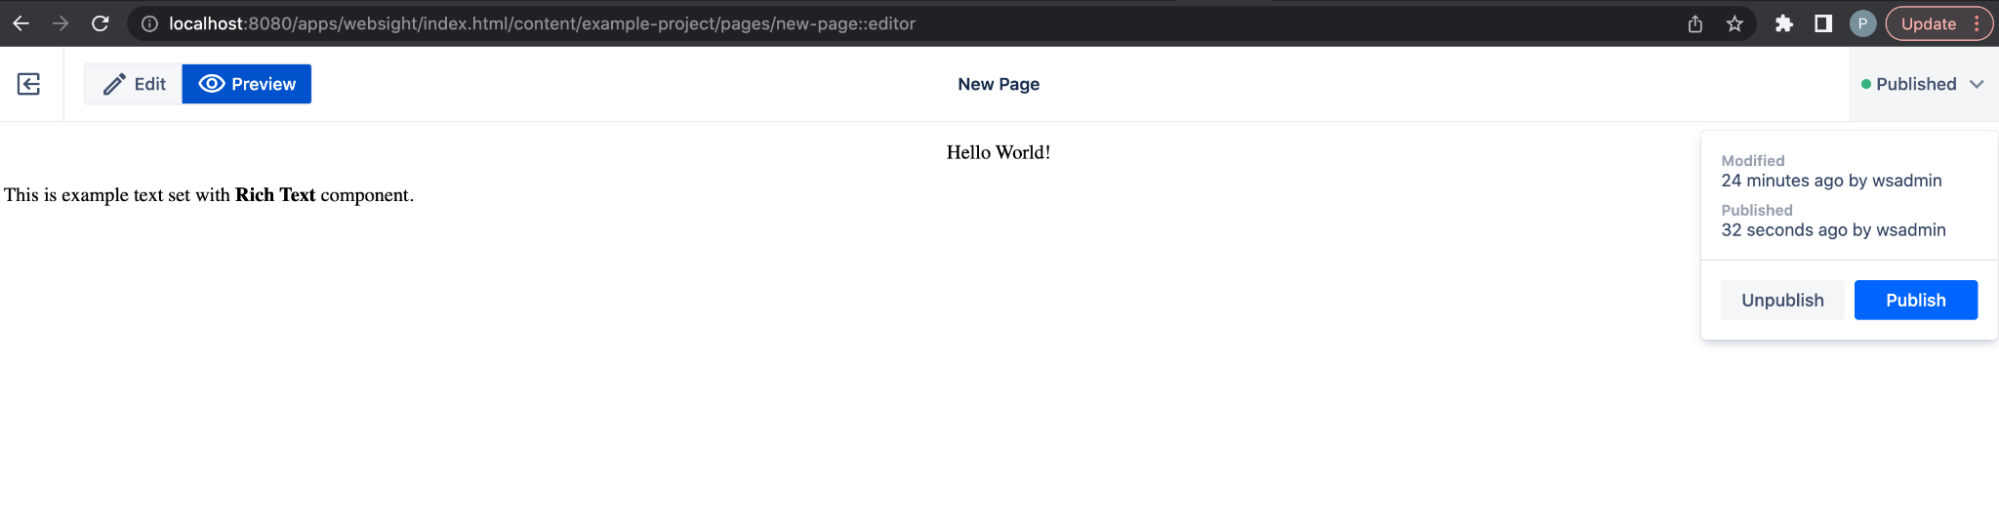 localhost:8080/apps/websight/index.html/content/example-project/pages/new-page::editor
P
Update
Edit
Preview
New Page
Published
Hello World!
This is example text set with Rich Text component.
Modified
24 minutes ago by wsadmin
Published
32 seconds ago by wsadmin
Unpublish
Publish